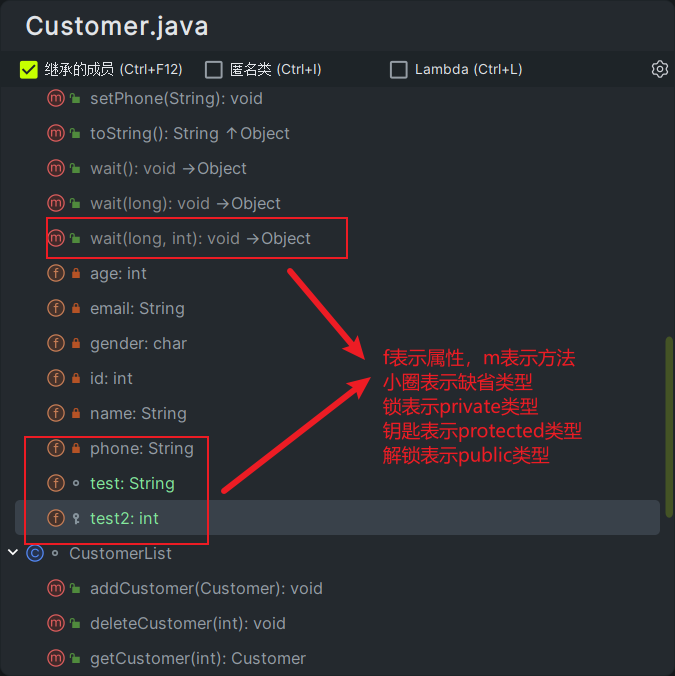 Customer.java
继承的成员 (Ctrl+F12) 匿名类 (Ctrl+I) Lambda (Ctrl+L)
m setPhone(String): void
m toString(): String ↑Object
m wait(): void →Object
m wait(long): void →Object
m wait(long, int): void →Object
f age: int
f email: String
f gender: char
f id: int
f name: String
f phone: String
f test: String
f test2: int
C CustomerList
m addCustomer(Customer): void
m deleteCustomer(int): void
m getCustomer(int): Customer
f表示属性，m表示方法
小圈表示缺省类型
锁表示private类型
钥匙表示protected类型
解锁表示public类型